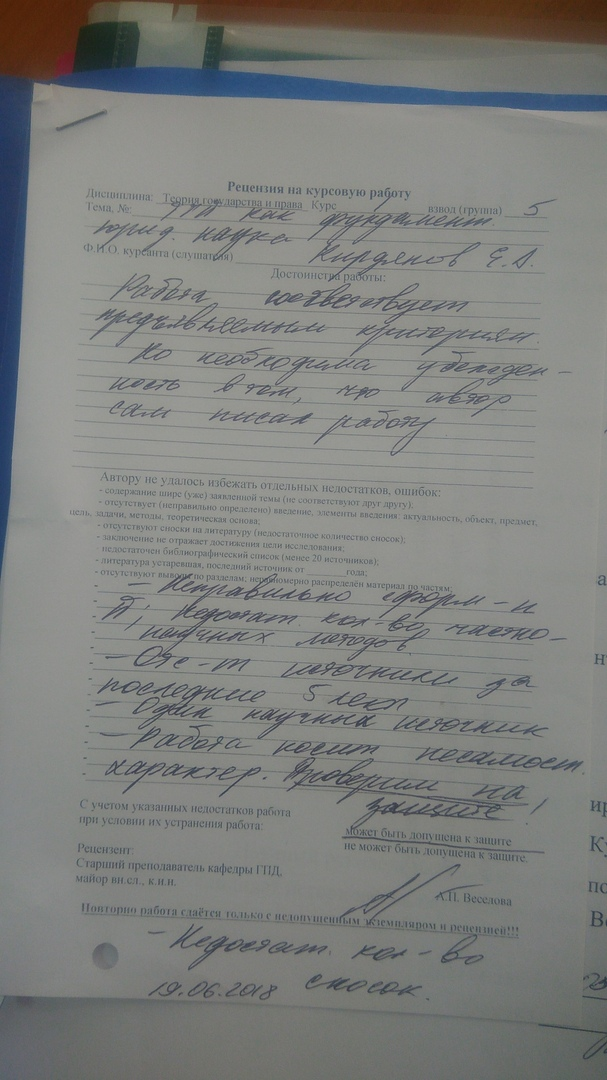 Рецензия на курсовую работу
Дисциплина: Теория государства и права Курс взвод (группа) 5
Тема, №: ТГП как фундамент.
юрид. наука
Ф.И.О. курсанта (слушателя) Кирдянов Е.А.
Достоинства работы:
Работа соответствует
предъявляемым критериям.
Но необходима убежден-
ность в том, что автор
сам писал работу
Автору не удалось избежать отдельных недостатков, ошибок:
- содержание шире (уже) заявленной темы (не соответствуют друг другу);
- отсутствует (неправильно определено) введение, элементы введения: актуальность, объект, предмет,
цель, задачи, методы, теоретическая основа;
- отсутствуют сноски на литературу (недостаточное количество сносок);
- заключение не отражает достижения цели исследования;
- недостаточен библиографический список (менее 20 источников);
- литература устаревшая, последний источник от года;
- отсутствуют выводы по разделам; неравномерно распределён материал по частям;
- Неправильно сформ-н
Недостат. кол-во частно-
научных методов
- Отс-т источники за
последние 5 лет
- Один научный источник
- Работа носит несамост.
характер. Проверим на
защите!
С учетом указанных недостатков работа
при условии их устранения работа:
может быть допущена к защите
не может быть допущена к защите.
Рецензент:
Старший преподаватель кафедры ГПД,
майор вн.сл., к.и.н.
А.П. Веселова
Повторно работа сдаётся только с недопущенным экземпляром и рецензией!!!
- Недостат. кол-во
сносок.
19.06.2018